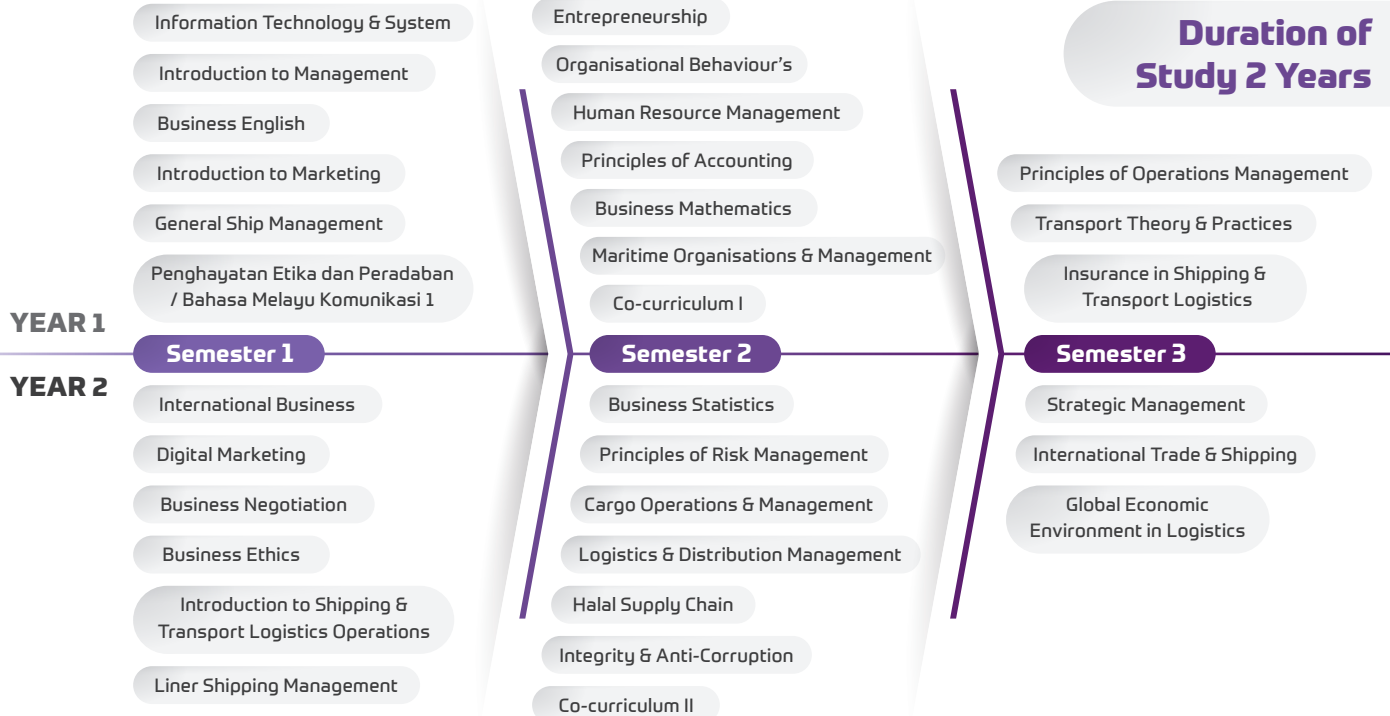 Duration of
Study 2 Years
YEAR 1
Semester 1
Information Technology & System
Introduction to Management
Business English
Introduction to Marketing
General Ship Management
Penghayatan Etika dan Peradaban
/ Bahasa Melayu Komunikasi 1
Semester 2
Entrepreneurship
Organisational Behaviour's
Human Resource Management
Principles of Accounting
Business Mathematics
Maritime Organisations & Management
Co-curriculum I
Semester 3
Principles of Operations Management
Transport Theory & Practices
Insurance in Shipping &
Transport Logistics
YEAR 2
International Business
Digital Marketing
Business Negotiation
Business Ethics
Introduction to Shipping &
Transport Logistics Operations
Liner Shipping Management
Business Statistics
Principles of Risk Management
Cargo Operations & Management
Logistics & Distribution Management
Halal Supply Chain
Integrity & Anti-Corruption
Co-curriculum II
Strategic Management
International Trade & Shipping
Global Economic
Environment in Logistics